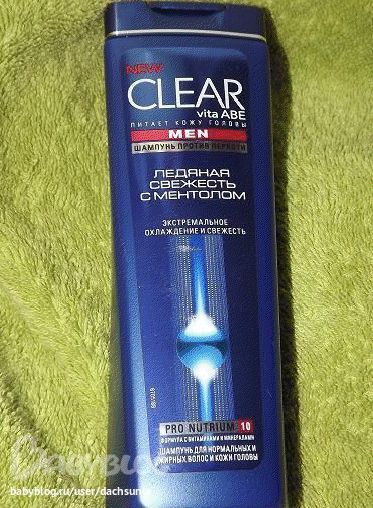 NEW
CLEAR
vita ABE
ПИТАЕТ КОЖУ ГОЛОВЫ
MEN
ШАМПУНЬ ПРОТИВ ПЕРХОТИ
ЛЕДЯНАЯ
СВЕЖЕСТЬ
С МЕНТОЛОМ
ЭКСТРЕМАЛЬНОЕ
ОХЛАЖДЕНИЕ И СВЕЖЕСТЬ
PRO NUTRIUM 10
ФОРМУЛА С ВИТАМИНАМИ И МИНЕРАЛАМИ
ШАМПУНЬ ДЛЯ НОРМАЛЬНЫХ И
ЖИРНЫХ ВОЛОС И КОЖИ ГОЛОВЫ
babyblog.ru/user/dachsun